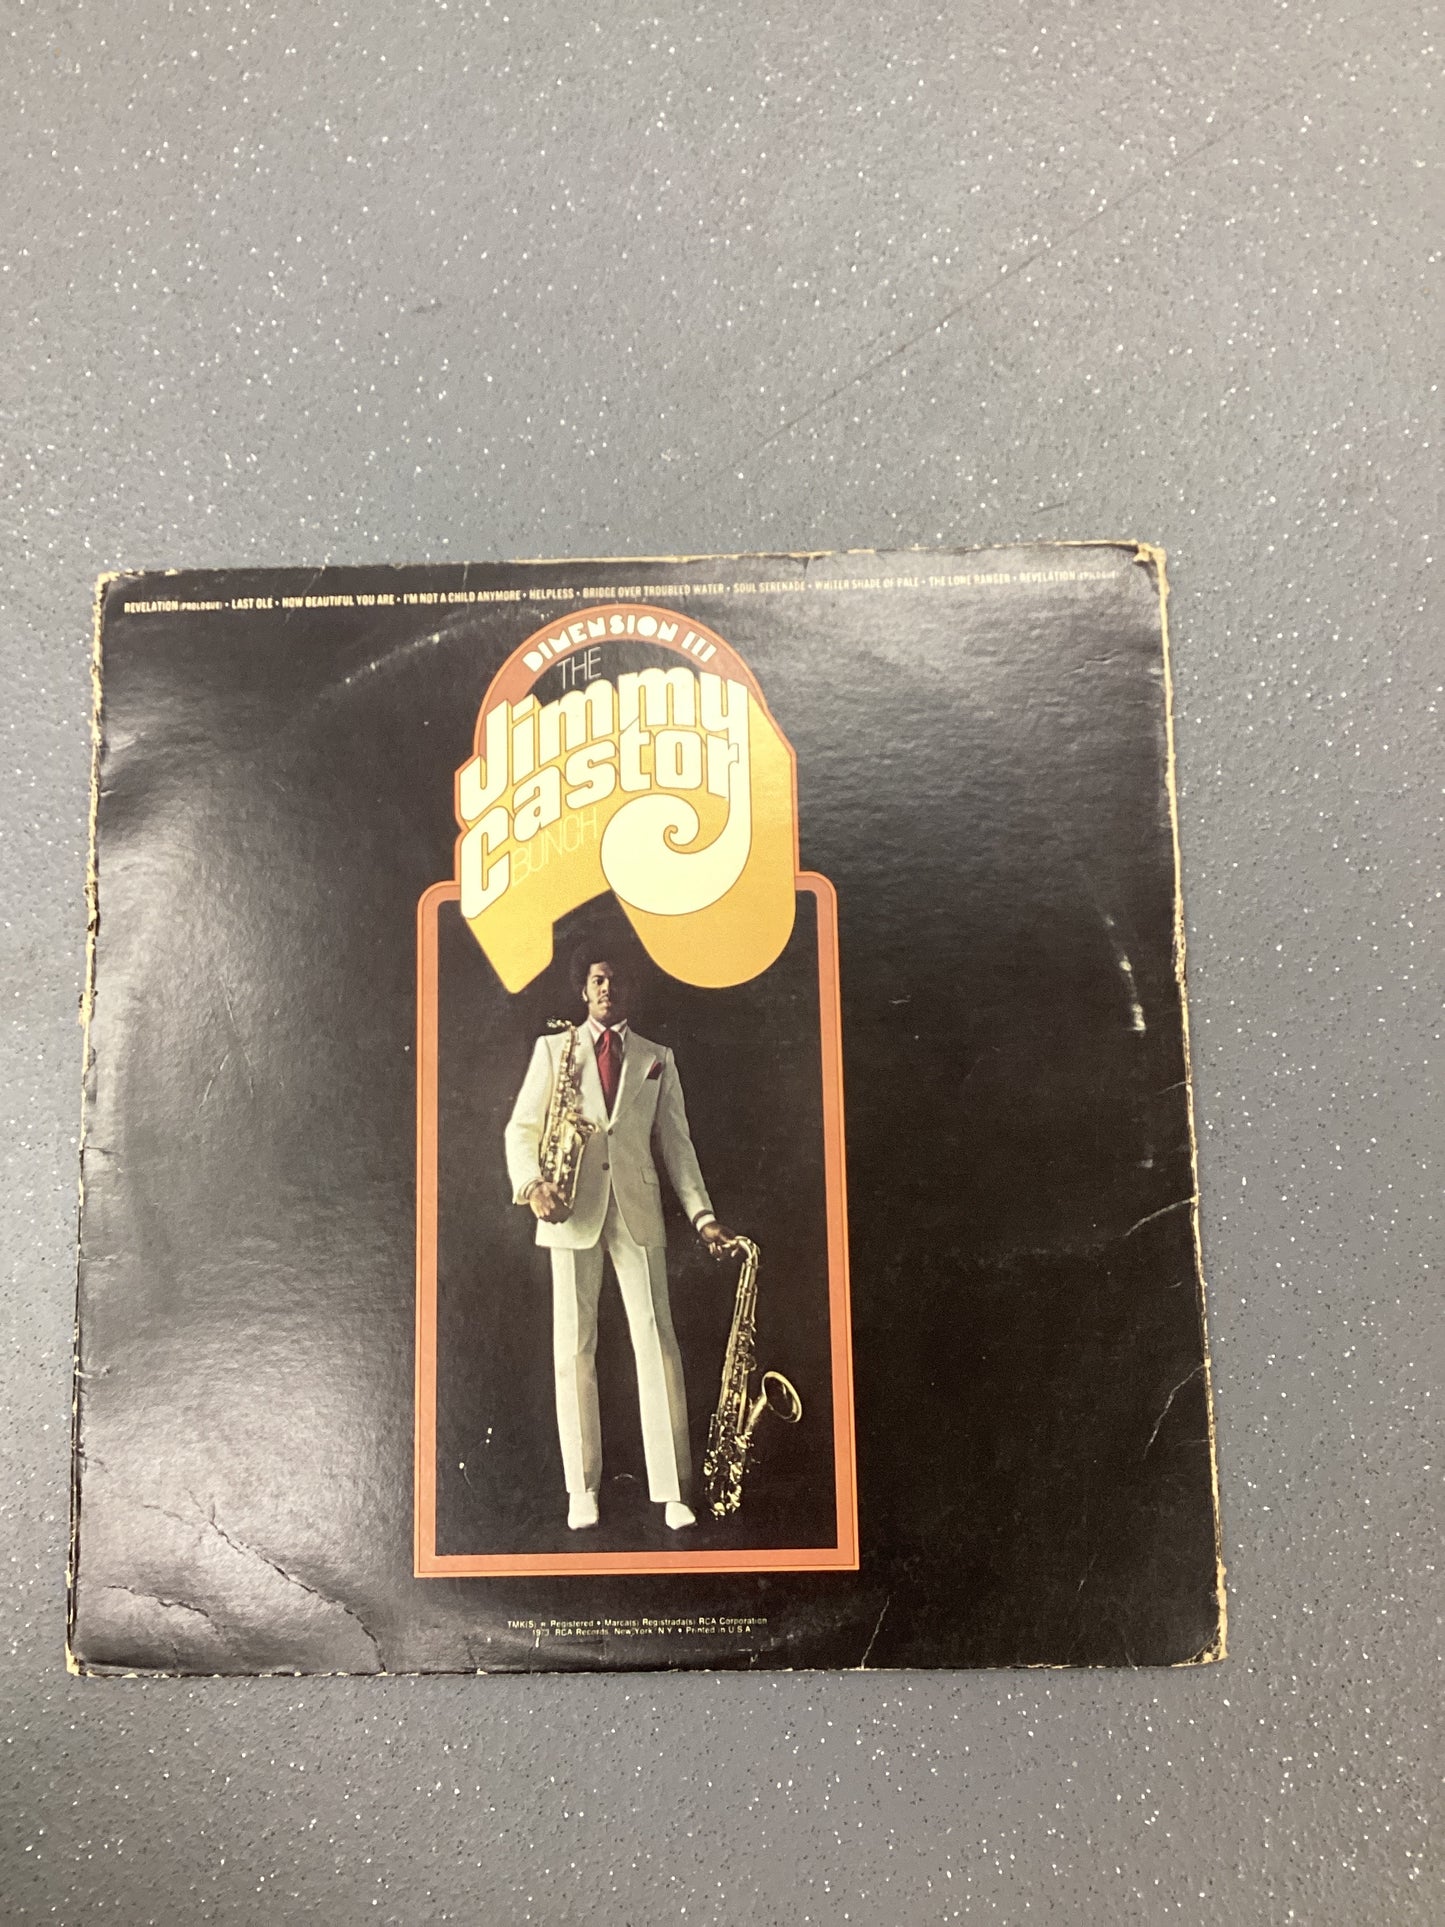 REVELATION (PROLOGUE) • LAST OLE • HOW BEAUTIFUL YOU ARE • I'M NOT A CHILD ANYMORE • HELPLESS • BRIDGE OVER TROUBLED WATER • SOUL SERENADE • WHITER SHADE OF PALE • THE LONE RANGER • REVELATION (EPILOGUE)
DIMENSION III
THE
Jimmy
Castor
BUNCH
TMK(S) ® Registered • Marca(s) Registrada(s) RCA Corporation
1973, RCA Records, New York, N.Y. • Printed in U.S.A.